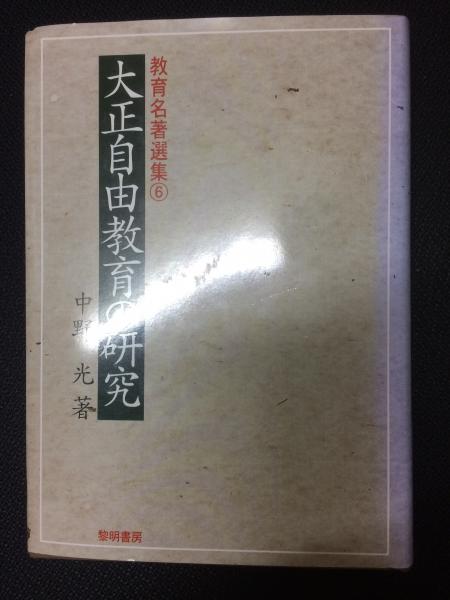 教育名著選集⑥
大正自由教育の研究
中野 光 著
黎明書房